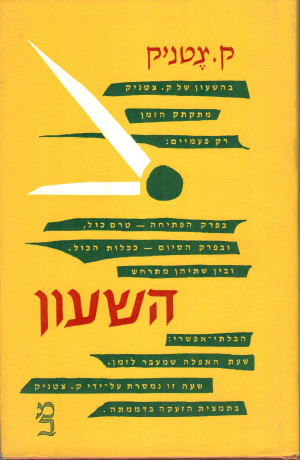 ק. צֶטניק
בהשעון של ק. צטניק
מתקתק הזמן
רק פעמיים:
בפרק הפתיחה — טרם כול,
ובפרק הסיום — ככלות הכול.
ובין שתיהן מתרחש
השעון
הבלתי-אפשרי:
שעת האפלה שמעבר לזמן.
שעה זו נמסרת על־ידי ק. צטניק
בתמצית הזעקה בדממתה.